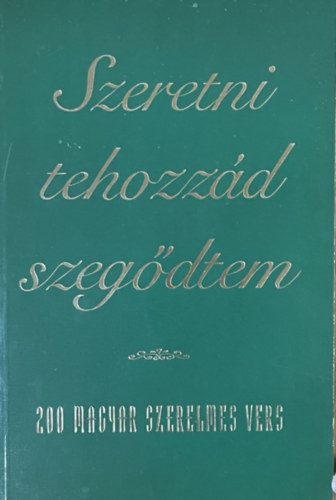 Szeretni
tehozzád
szegődtem
200 MAGYAR SZERELMES VERS